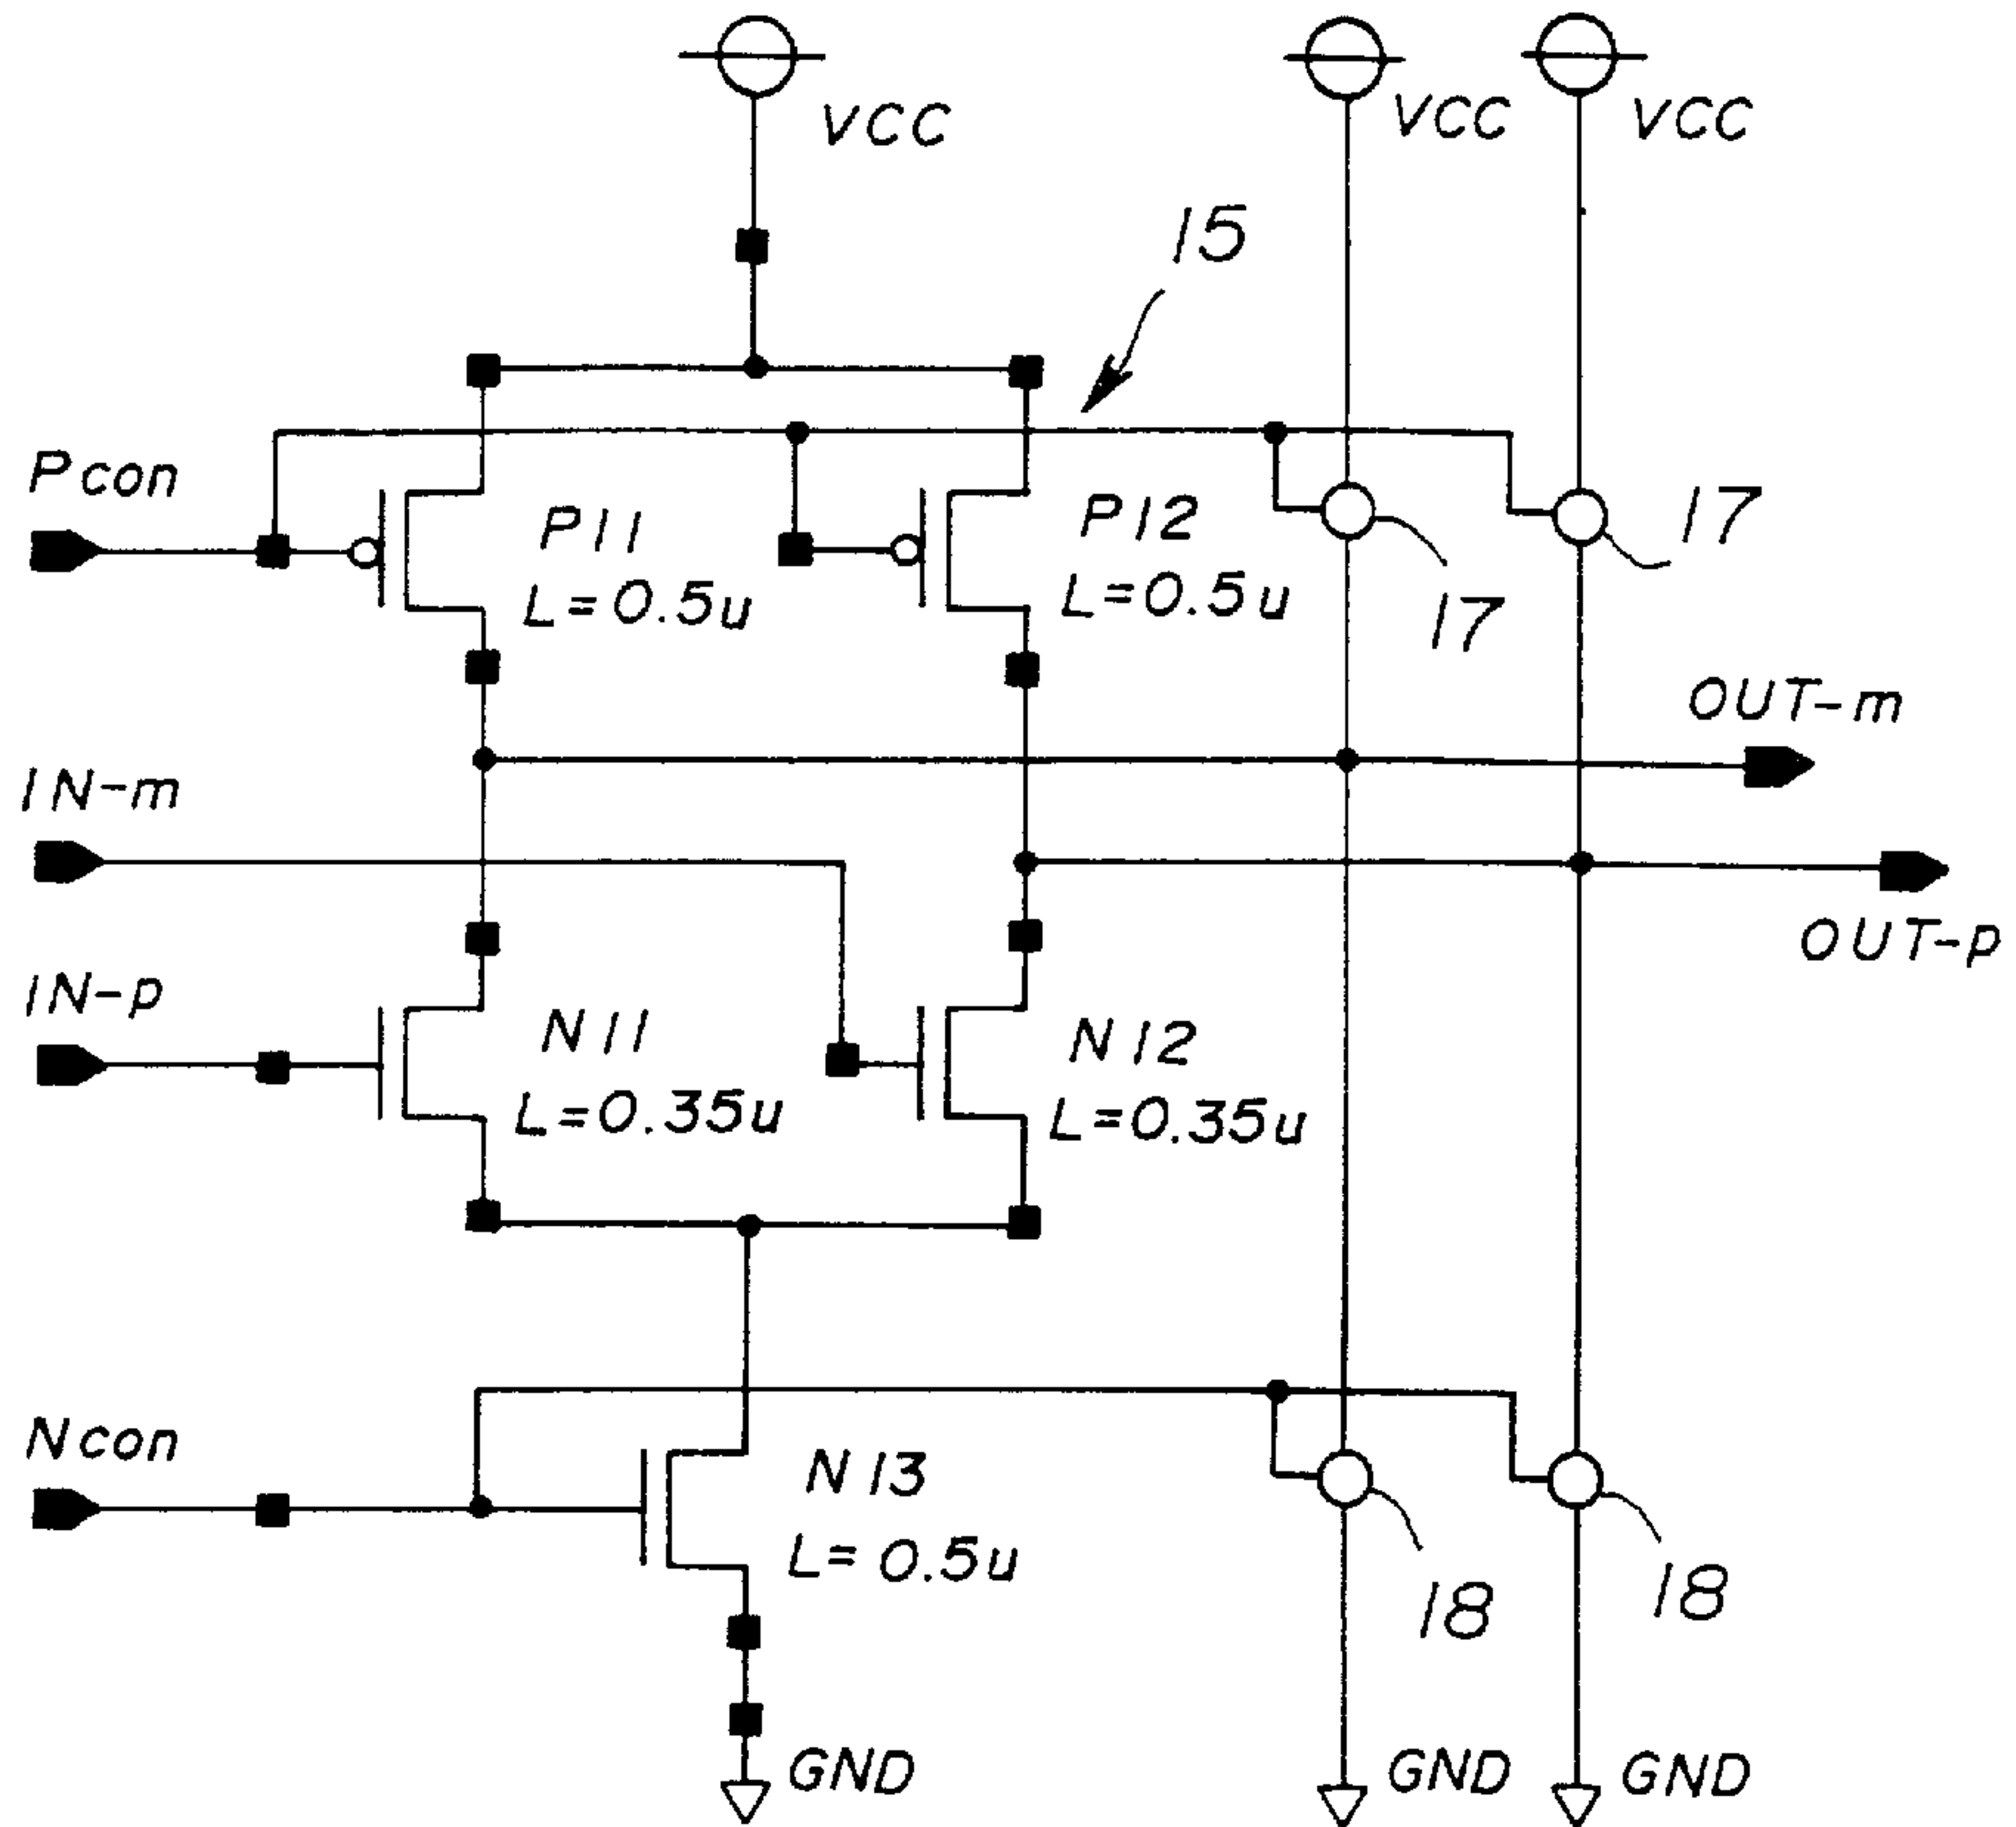 VCC
VCC
VCC
15
Pcon
P11
L=0.5u
P12
L=0.5u
17
17
OUT-m
IN-m
OUT-p
IN-p
N11
L=0.35u
N12
L=0.35u
Ncon
N13
L=0.5u
18
18
GND
GND
GND